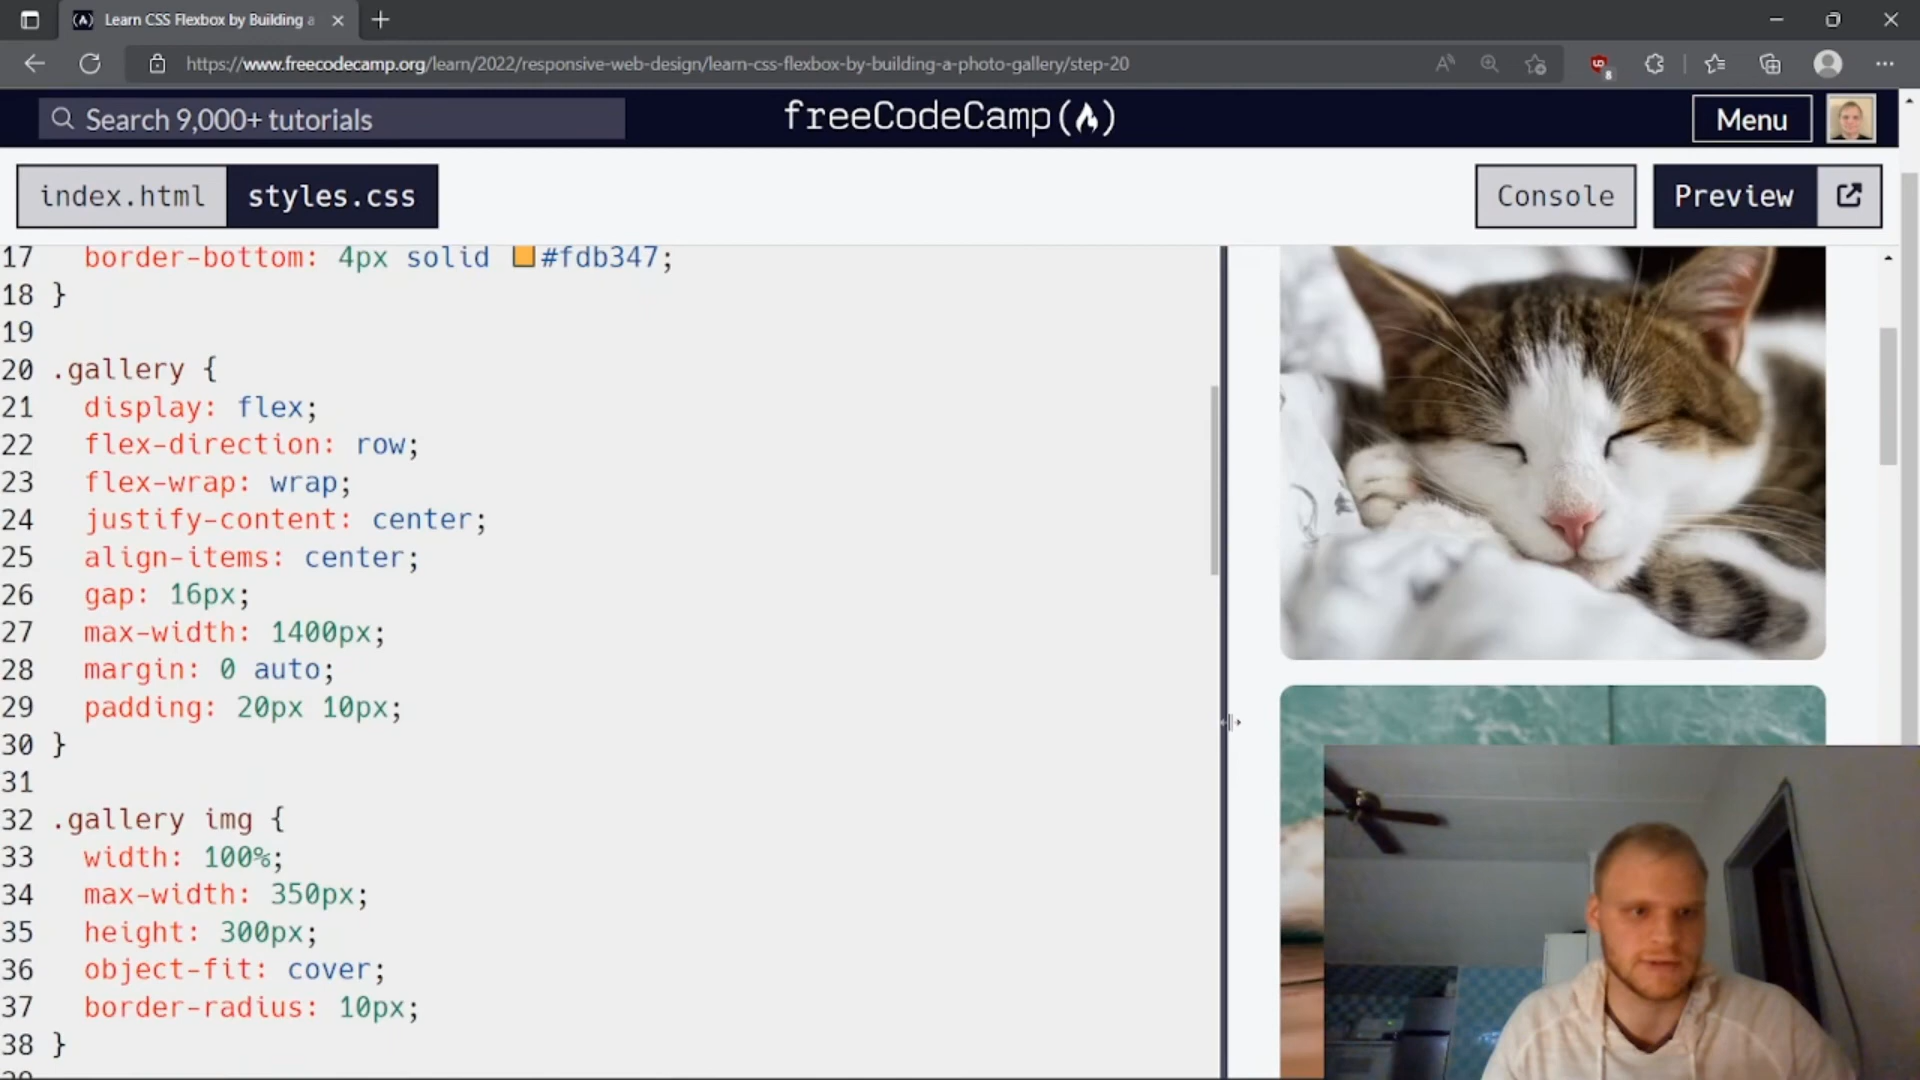 Learn CSS Flexbox by Building a
https://www.freecodecamp.org/learn/2022/responsive-web-design/learn-css-flexbox-by-building-a-photo-gallery/step-20
8
Search 9,000+ tutorials
freeCodeCamp
Menu
index.html
styles.css
Console
Preview
17 border-bottom: 4px solid #fdb347;
18 }
19
20 .gallery {
21 display: flex;
22 flex-direction: row;
23 flex-wrap: wrap;
24 justify-content: center;
25 align-items: center;
26 gap: 16px;
27 max-width: 1400px;
28 margin: 0 auto;
29 padding: 20px 10px;
30 }
31
32 .gallery img {
33 width: 100%;
34 max-width: 350px;
35 height: 300px;
36 object-fit: cover;
37 border-radius: 10px;
38 }